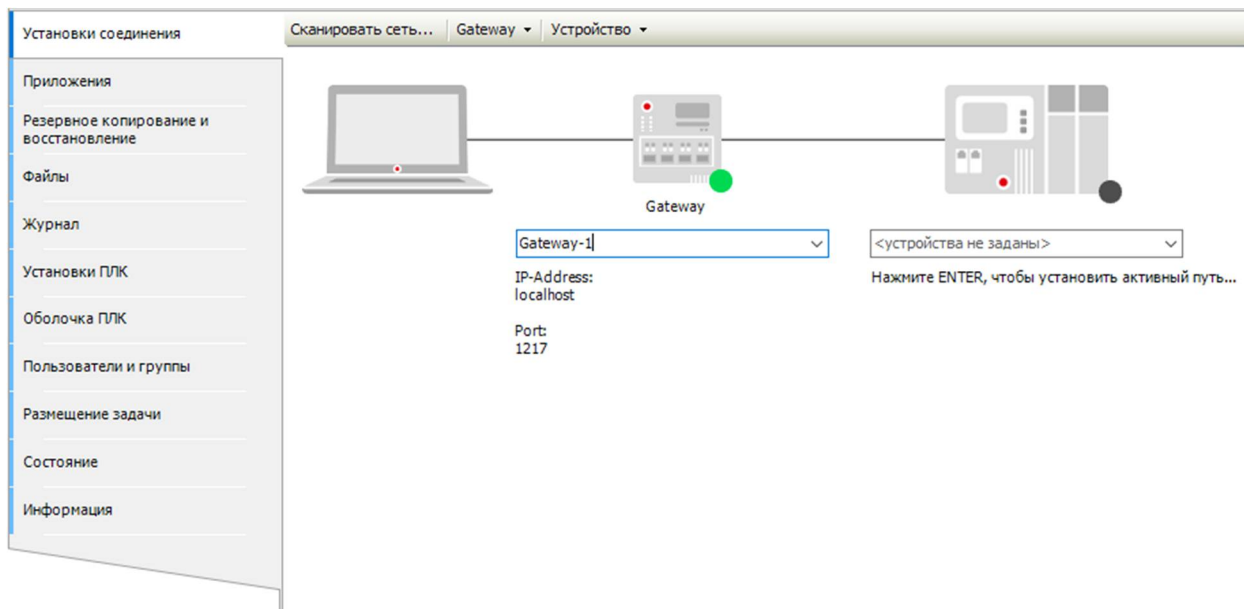 Установки соединения
Сканировать сеть... Gateway Устройство
Приложения
Резервное копирование и
восстановление
Файлы
Журнал
Установки ПЛК
Оболочка ПЛК
Пользователи и группы
Размещение задачи
Состояние
Информация
Gateway
Gateway-1
IP-Address:
localhost
Port:
1217
<устройства не заданы>
Нажмите ENTER, чтобы установить активный путь...